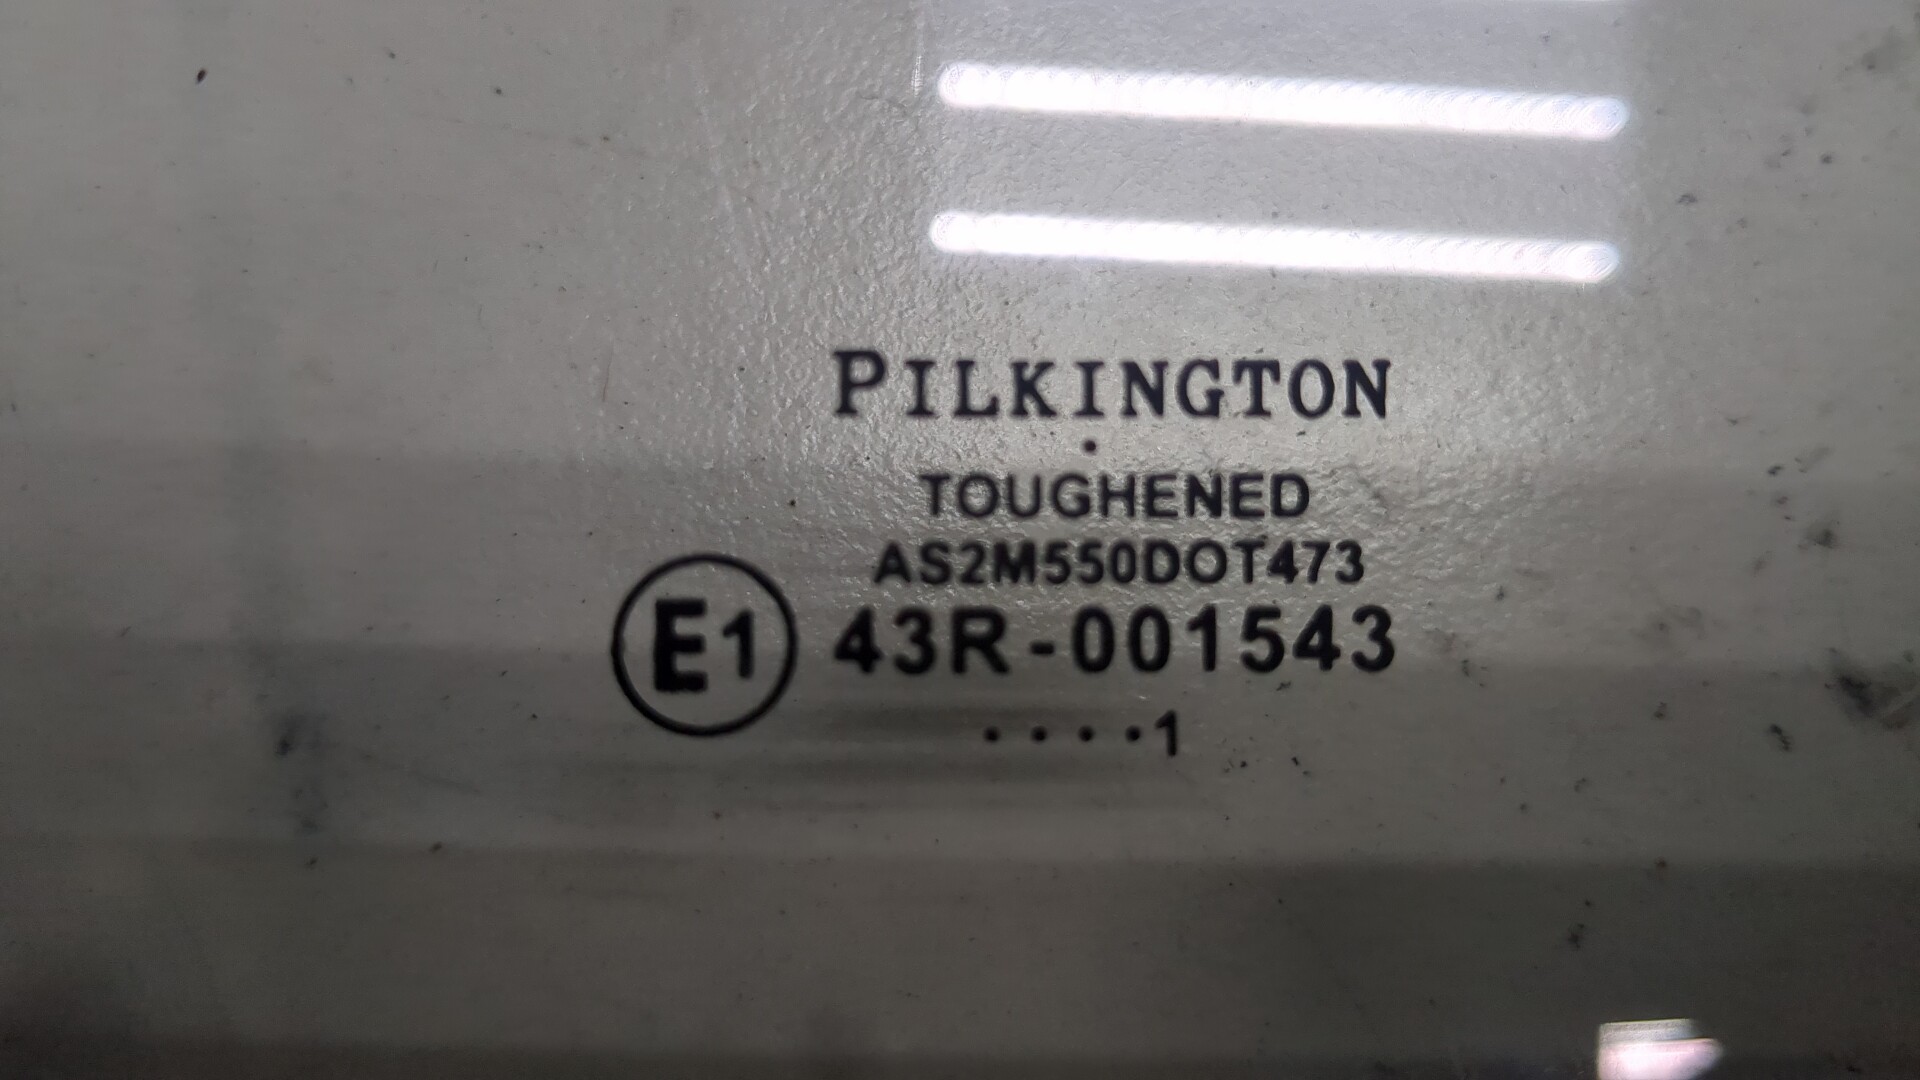 PILKINGTON
.
TOUGHENED
AS2M550DOT473
E1 43R-001543
....1